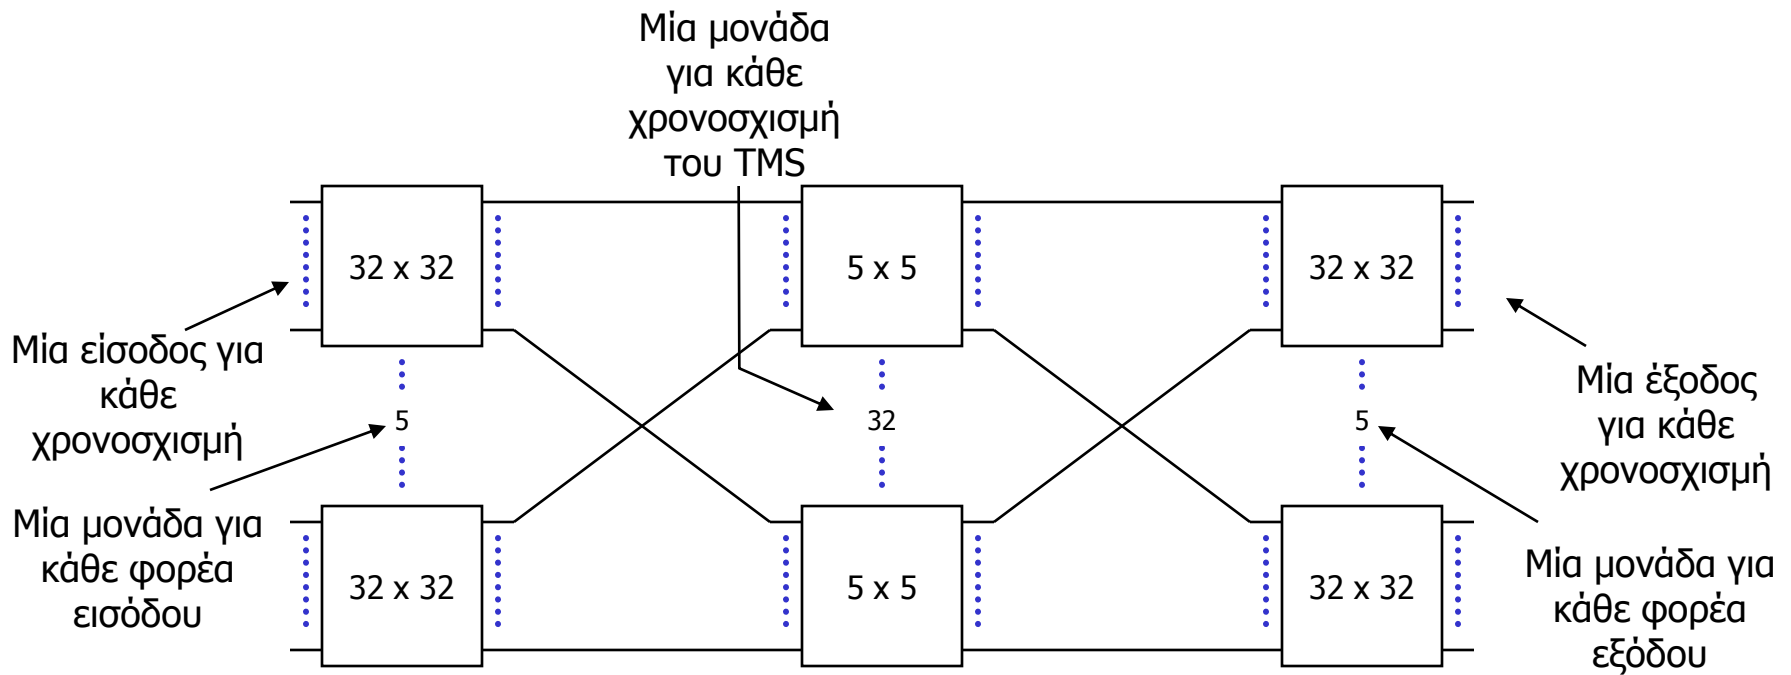 Μία μονάδα
για κάθε
χρονοσχισμή
του TMS
32 x 32
5 x 5
32 x 32
Μία είσοδος για
κάθε
χρονοσχισμή
5
32
5
Μία έξοδος
για κάθε
χρονοσχισμή
Μία μονάδα για
κάθε φορέα
εισόδου
32 x 32
5 x 5
32 x 32
Μία μονάδα για
κάθε φορέα
εξόδου